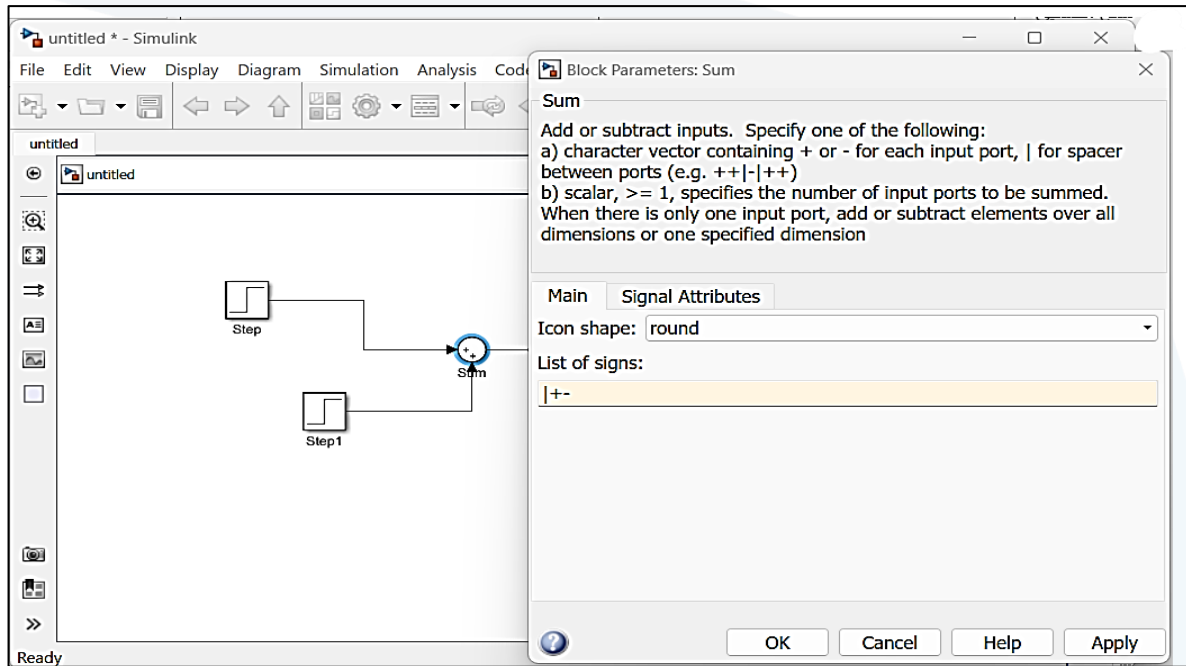 untitled * - Simulink
File Edit View Display Diagram Simulation Analysis Cod
untitled
untitled
Step
Step1
+
+
Sum
Ready
Block Parameters: Sum
Sum
Add or subtract inputs. Specify one of the following:
a) character vector containing + or - for each input port, | for spacer
between ports (e.g. ++|-|++)
b) scalar, >= 1, specifies the number of input ports to be summed.
When there is only one input port, add or subtract elements over all
dimensions or one specified dimension
Main Signal Attributes
Icon shape: round
List of signs:
|+-
OK Cancel Help Apply